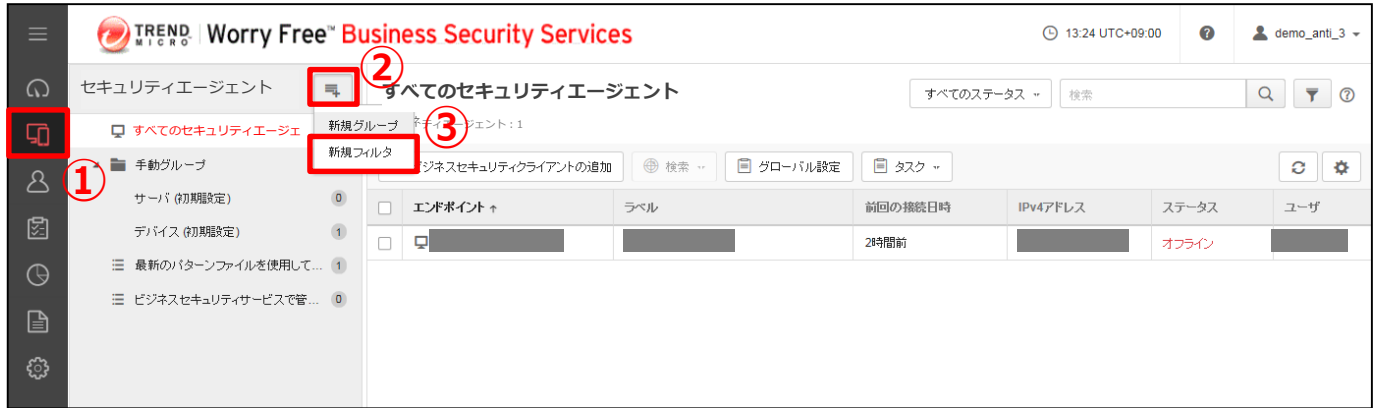 TREND MICRO Worry Free™ Business Security Services
13:24 UTC+09:00
demo_anti_3
セキュリティエージェント
②
すべてのセキュリティエージェント
すべてのステータス
検索
①
すべてのセキュリティエージェ
新規グループ
③
ネティエージェント : 1
新規フィルタ
手動グループ
ビジネスセキュリティクライアントの追加
検索
グローバル設定
タスク
サーバ (初期設定)
0
エンドポイント ↑
ラベル
前回の接続日時
IPv4アドレス
ステータス
ユーザ
デバイス (初期設定)
1
2時間前
オフライン
最新のパターンファイルを使用して...
1
ビジネスセキュリティサービスで管...
0